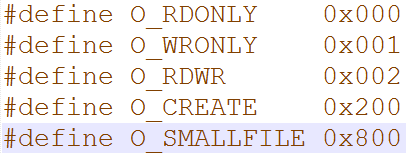 #define O_RDONLY    0x000
#define O_WRONLY    0x001
#define O_RDWR      0x002
#define O_CREATE    0x200
#define O_SMALLFILE 0x800